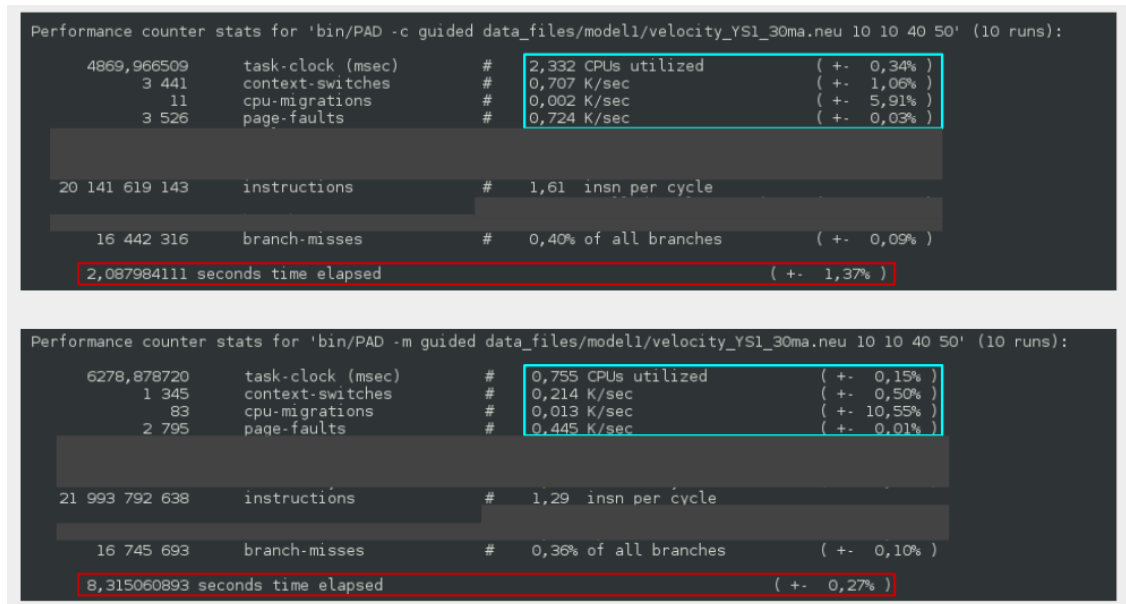 Performance counter stats for 'bin/PAD -c guided data_files/model1/velocity_YS1_30ma.neu 10 10 40 50' (10 runs):
4869,966509 task-clock (msec) # 2,332 CPUs utilized ( +- 0,34% )
3 441 context-switches # 0,707 K/sec ( +- 1,06% )
11 cpu-migrations # 0,002 K/sec ( +- 5,91% )
3 526 page-faults # 0,724 K/sec ( +- 0,03% )
20 141 619 143 instructions # 1,61 insn per cycle
16 442 316 branch-misses # 0,40% of all branches ( +- 0,09% )
2,087984111 seconds time elapsed ( +- 1,37% )
Performance counter stats for 'bin/PAD -m guided data_files/model1/velocity_YS1_30ma.neu 10 10 40 50' (10 runs):
6278,878720 task-clock (msec) # 0,755 CPUs utilized ( +- 0,15% )
1 345 context-switches # 0,214 K/sec ( +- 0,50% )
83 cpu-migrations # 0,013 K/sec ( +- 10,55% )
2 795 page-faults # 0,445 K/sec ( +- 0,01% )
21 993 792 638 instructions # 1,29 insn per cycle
16 745 693 branch-misses # 0,36% of all branches ( +- 0,10% )
8,315060893 seconds time elapsed ( +- 0,27% )